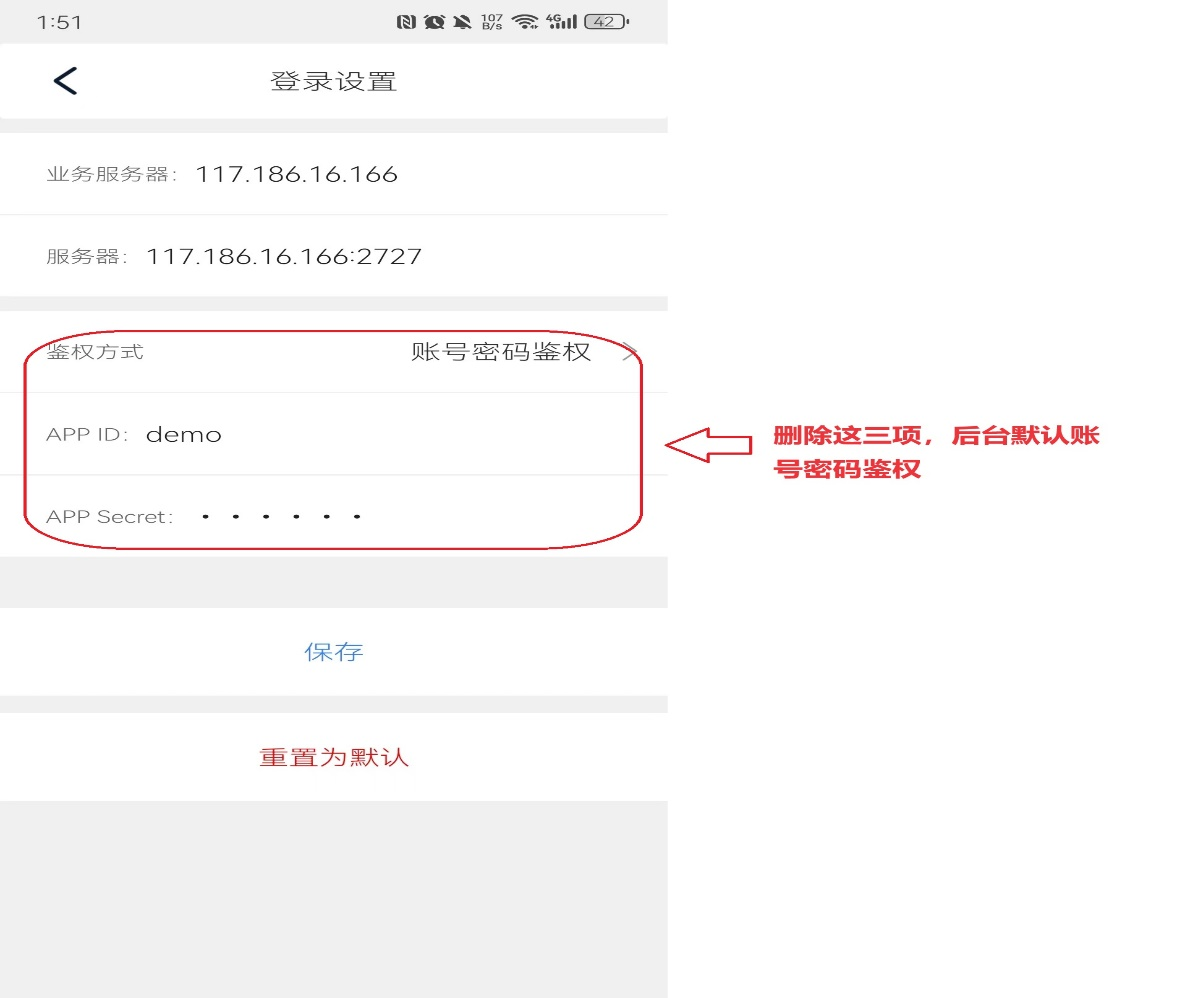 1:51 107 B/s 4G 42
登录设置
业务服务器: 117.186.16.166
服务器: 117.186.16.166:2727
鉴权方式 账号密码鉴权
APP ID: demo
APP Secret: ······
删除这三项，后台默认账
号密码鉴权
保存
重置为默认